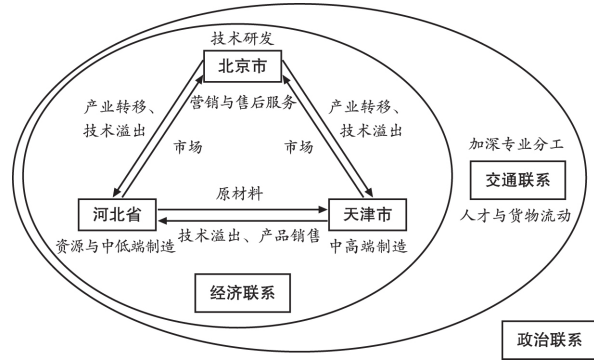 技术研发
北京市
产业转移、
技术溢出
营销与售后服务
产业转移、
技术溢出
市场
市场
加深专业分工
交通联系
人才与货物流动
原材料
河北省
天津市
技术溢出、产品销售
资源与中低端制造
中高端制造
经济联系
政治联系